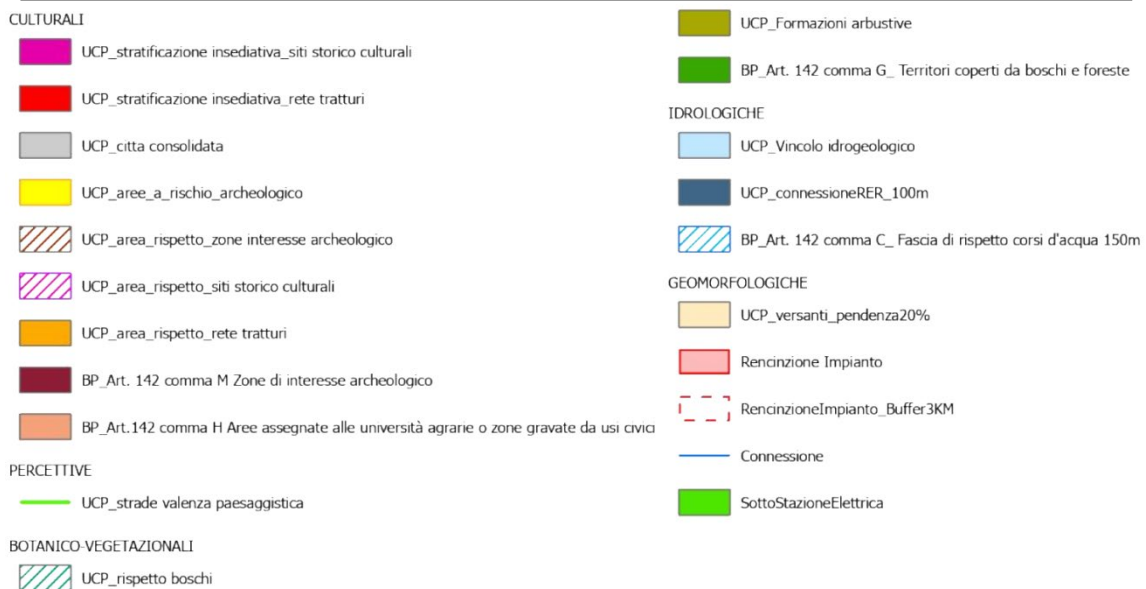 CULTURALI
UCP_stratificazione insediativa_siti storico culturali
UCP_stratificazione insediativa_rete tratturi
UCP_citta consolidata
UCP_aree_a_rischio_archeologico
UCP_area_rispetto_zone interesse archeologico
UCP_area_rispetto_siti storico culturali
UCP_area_rispetto_rete tratturi
BP_Art. 142 comma M Zone di interesse archeologico
BP_Art.142 comma H Aree assegnate alle università agrarie o zone gravate da usi civici
PERCETTIVE
UCP_strade valenza paesaggistica
BOTANICO-VEGETAZIONALI
UCP_rispetto boschi
UCP_Formazioni arbustive
BP_Art. 142 comma G_ Territori coperti da boschi e foreste
IDROLOGICHE
UCP_Vincolo idrogeologico
UCP_connessioneRER_100m
BP_Art. 142 comma C_ Fascia di rispetto corsi d'acqua 150m
GEOMORFOLOGICHE
UCP_versanti_pendenza20%
Rencinzione Impianto
RencinzioneImpianto_Buffer3KM
Connessione
SottoStazioneElettrica